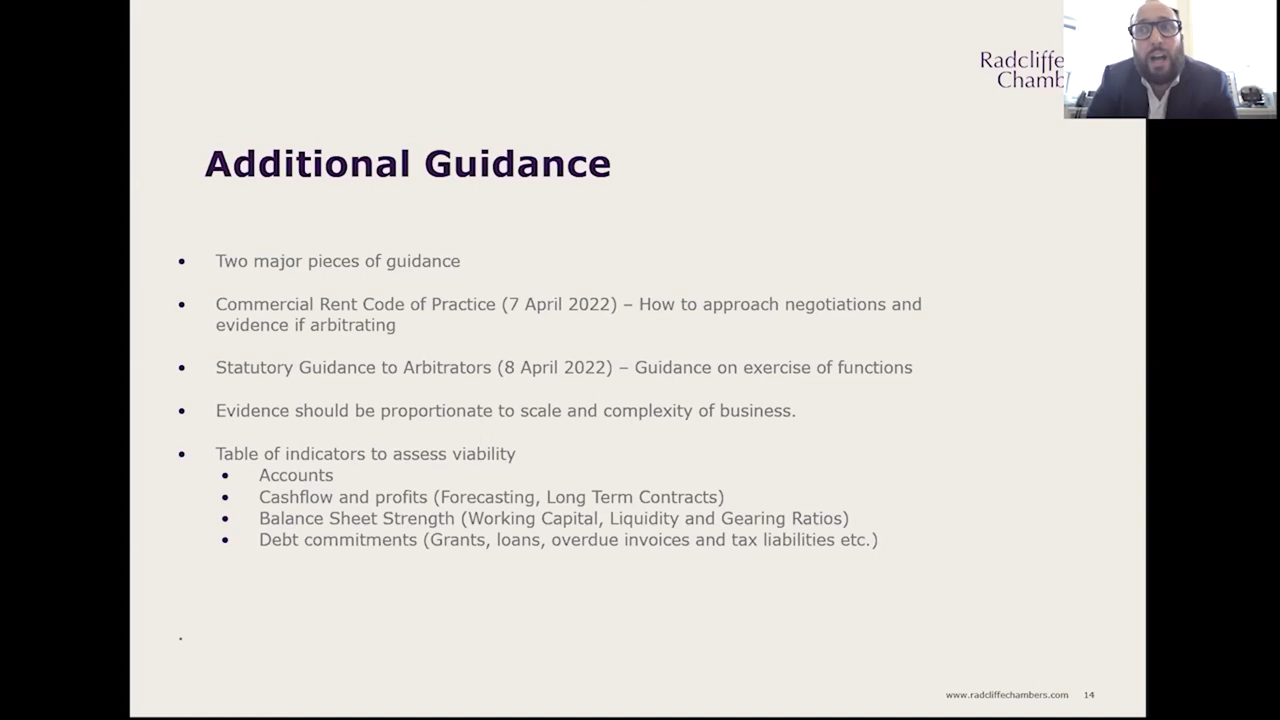 Radcliffe
Chamb
Additional Guidance
• Two major pieces of guidance
• Commercial Rent Code of Practice (7 April 2022) – How to approach negotiations and
evidence if arbitrating
• Statutory Guidance to Arbitrators (8 April 2022) – Guidance on exercise of functions
• Evidence should be proportionate to scale and complexity of business.
• Table of indicators to assess viability
• Accounts
• Cashflow and profits (Forecasting, Long Term Contracts)
• Balance Sheet Strength (Working Capital, Liquidity and Gearing Ratios)
• Debt commitments (Grants, loans, overdue invoices and tax liabilities etc.)
.
www.radcliffechambers.com 14